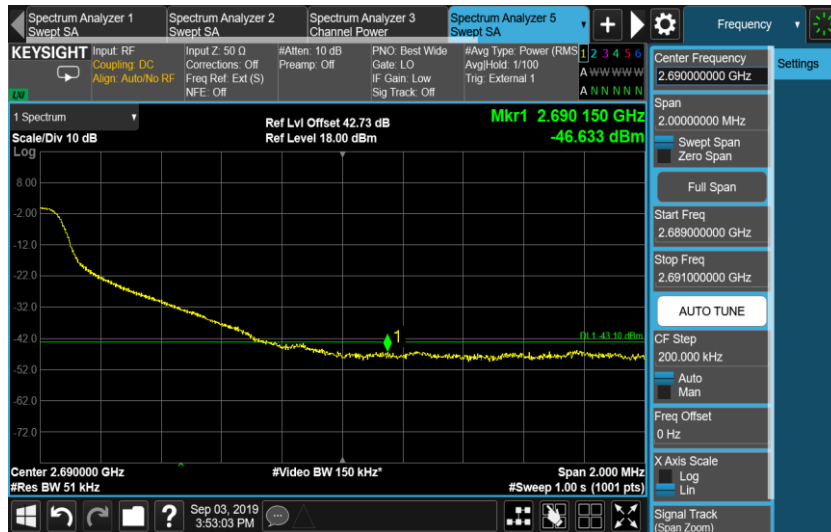 Spectrum Analyzer 1
Swept SA
Spectrum Analyzer 2
Swept SA
Spectrum Analyzer 3
Channel Power
Spectrum Analyzer 5
Swept SA
Frequency
KEYSIGHT
Input: RF
Coupling: DC
Align: Auto/No RF
Input Z: 50 Ω
Corrections: Off
Freq Ref: Ext (S)
NFE: Off
#Atten: 10 dB
Preamp: Off
PNO: Best Wide
Gate: LO
IF Gain: Low
Sig Track: Off
#Avg Type: Power (RMS
Avg|Hold: 1/100
Trig: External 1
1 2 3 4 5 6
A W W W W W
A N N N N N
LXI
1 Spectrum
Scale/Div 10 dB
Log
Ref Lvl Offset 42.73 dB
Ref Level 18.00 dBm
Mkr1 2.690 150 GHz
-46.633 dBm
8.00
-2.00
-12.0
-22.0
-32.0
-42.0
-52.0
-62.0
-72.0
1
DL1 -43.10 dBm
Center 2.690000 GHz
#Res BW 51 kHz
#Video BW 150 kHz*
Span 2.000 MHz
#Sweep 1.00 s (1001 pts)
Sep 03, 2019
3:53:03 PM
Center Frequency
2.690000000 GHz
Settings
Span
2.00000000 MHz
Swept Span
Zero Span
Full Span
Start Freq
2.689000000 GHz
Stop Freq
2.691000000 GHz
AUTO TUNE
CF Step
200.000 kHz
Auto
Man
Freq Offset
0 Hz
X Axis Scale
Log
Lin
Signal Track
(Span Zoom)